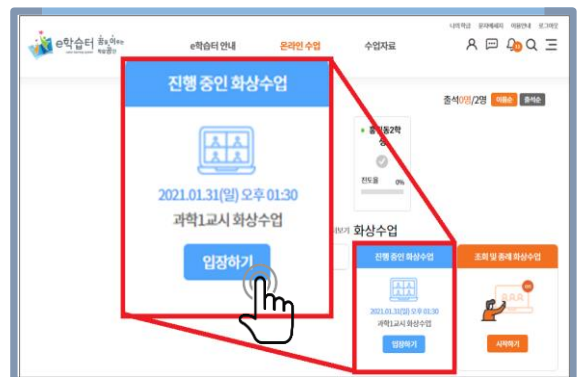 나의 학급 문자메세지 이용안내 로그아웃
e학습터
e학습터 안내
온라인 수업
수업자료
출석0명/2명 이름순 출석순
진행 중인 화상수업
2021.01.31(일) 오후 01:30
과학1교시 화상수업
입장하기
진도율 0%
화상수업
진행 중인 화상수업
2021.01.31(일) 오후 01:30
과학1교시 화상수업
입장하기
조회 및 종례 화상수업
시작하기